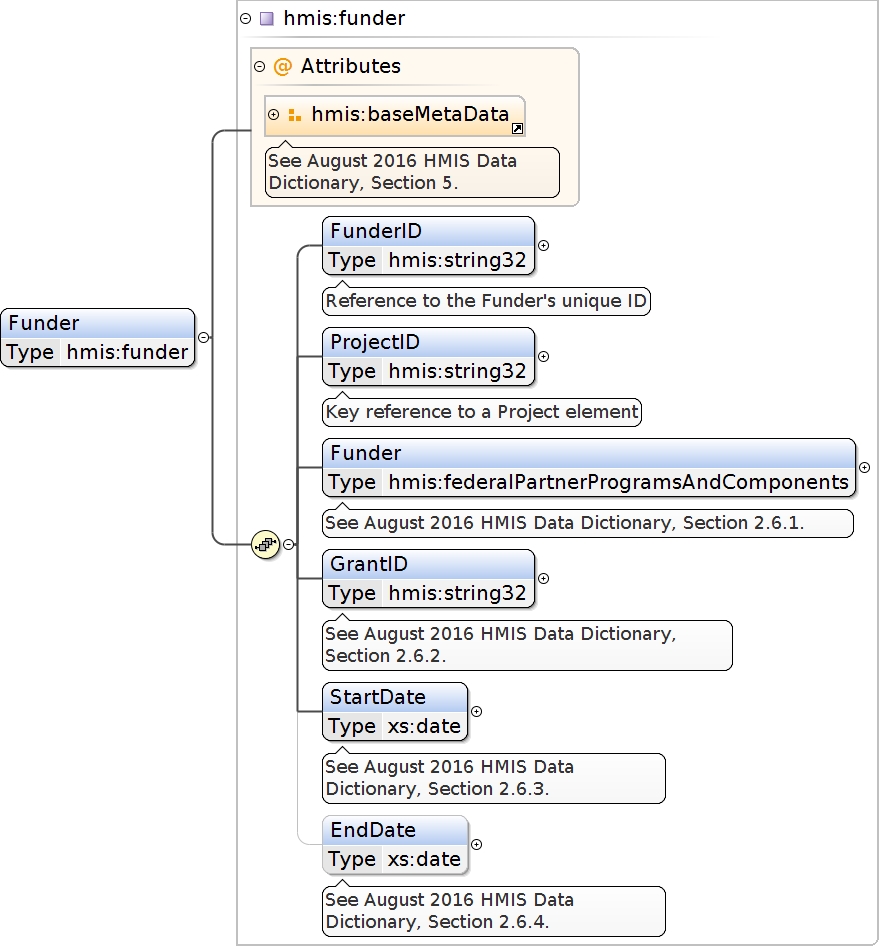 hmis:funder
@ Attributes
hmis:baseMetaData
See August 2016 HMIS Data
Dictionary, Section 5.
FunderID
Type hmis:string32
Reference to the Funder's unique ID
Funder
Type hmis:funder
ProjectID
Type hmis:string32
Key reference to a Project element
Funder
Type hmis:federalPartnerProgramsAndComponents
See August 2016 HMIS Data Dictionary, Section 2.6.1.
GrantID
Type hmis:string32
See August 2016 HMIS Data Dictionary,
Section 2.6.2.
StartDate
Type xs:date
See August 2016 HMIS Data
Dictionary, Section 2.6.3.
EndDate
Type xs:date
See August 2016 HMIS Data
Dictionary, Section 2.6.4.